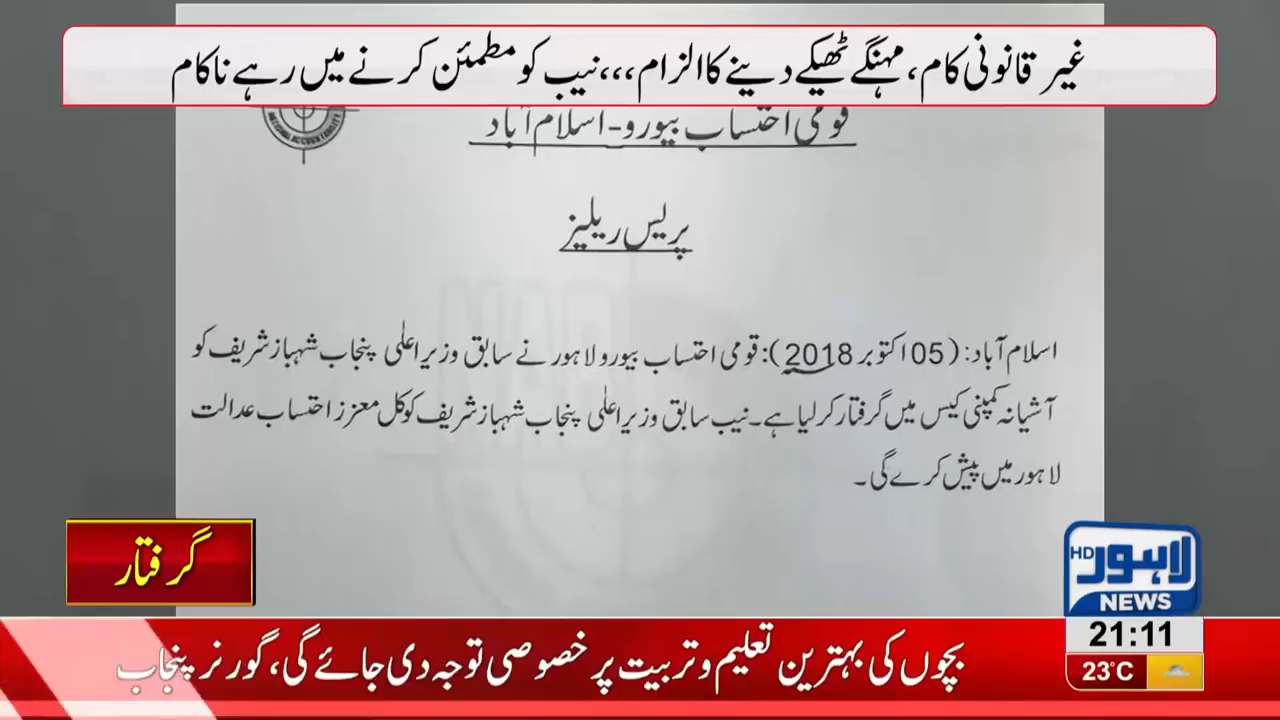 غیر قانونی کام، مہنگے ٹھیکے دینے کا الزام،،،نیب کو مطمئن کرنے میں رہے ناکام
NATIONAL ACCOUNTABILITY
قومی احتساب بیورو-اسلام آباد
پریس ریلیز
اسلام آباد: (05 اکتوبر 2018): قومی احتساب بیورو لاہور نے سابق وزیر اعلی پنجاب شہباز شریف کو
آشیانہ کمپنی کیس میں گرفتار کر لیا ہے۔ نیب سابق وزیر اعلی پنجاب شہباز شریف کو کل معزز احتساب عدالت
لاہور میں پیش کرے گی۔
گرفتار
لاہور HD
NEWS
21:11
23°C
بچوں کی بہترین تعلیم و تربیت پر خصوصی توجہ دی جائے گی، گورنر پنجاب